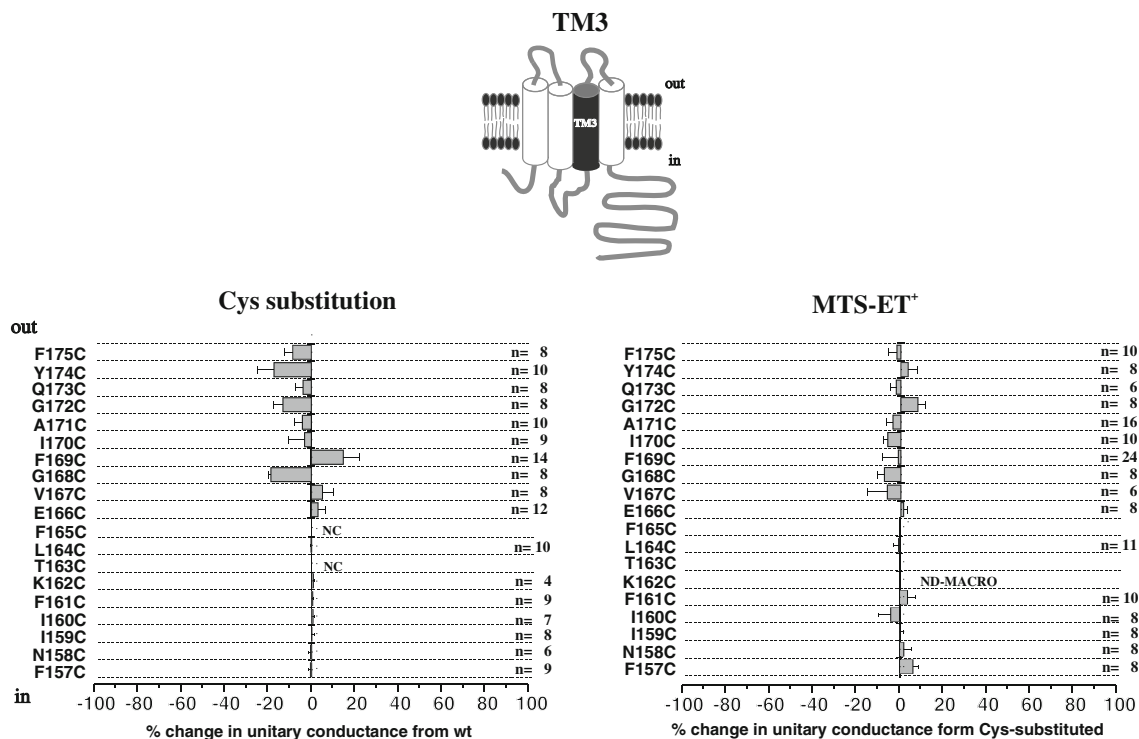 TM3
out
TM3
in
Cys substitution
MTS-ET+
out
F175C n= 8
Y174C n= 10
Q173C n= 8
G172C n= 8
A171C n= 10
I170C n= 9
F169C n= 14
G168C n= 8
V167C n= 8
E166C n= 12
F165C NC
L164C n= 10
T163C NC
K162C n= 4
F161C n= 9
I160C n= 7
I159C n= 8
N158C n= 6
F157C n= 9
in
-100 -80 -60 -40 -20 0 20 40 60 80 100
% change in unitary conductance from wt
F175C n= 10
Y174C n= 8
Q173C n= 6
G172C n= 8
A171C n= 16
I170C n= 10
F169C n= 24
G168C n= 8
V167C n= 6
E166C n= 8
F165C
L164C n= 11
T163C
K162C ND-MACRO
F161C n= 10
I160C n= 8
I159C n= 8
N158C n= 8
F157C n= 8
-100 -80 -60 -40 -20 0 20 40 60 80 100
% change in unitary conductance form Cys-substituted